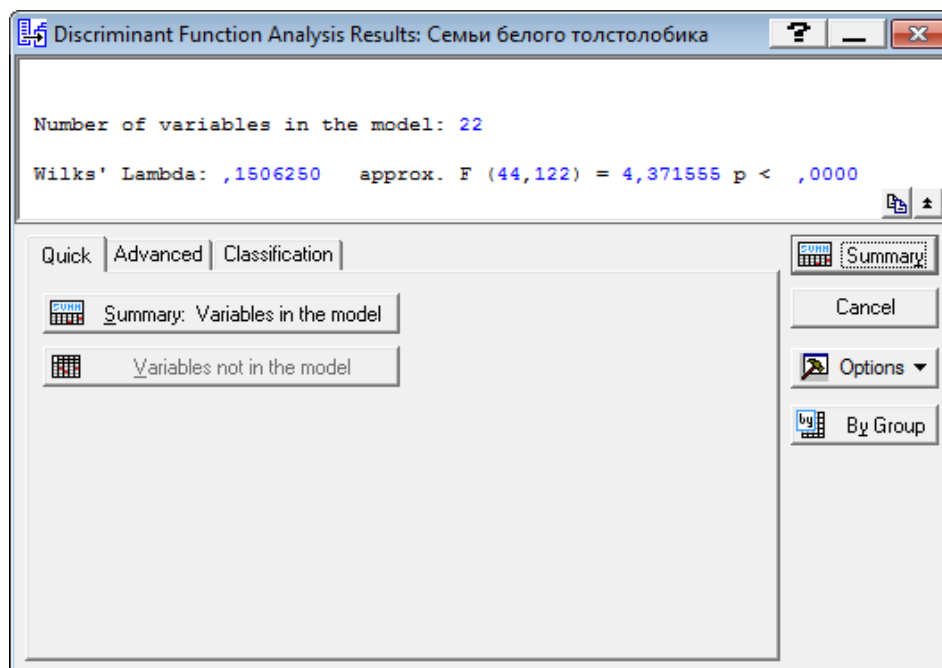 Discriminant Function Analysis Results: Семьи белого толстолобика
Number of variables in the model: 22
Wilks' Lambda: ,1506250 approx. F (44,122) = 4,371555 p < ,0000
Quick Advanced Classification
Summary: Variables in the model
Variables not in the model
Summary
Cancel
Options
By Group